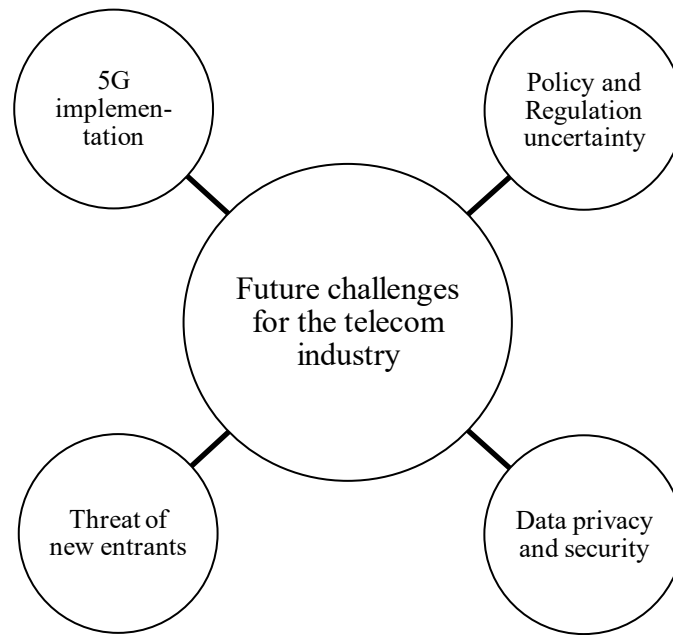 5G
implemen-
tation
Policy and
Regulation
uncertainty
Future challenges
for the telecom
industry
Threat of
new entrants
Data privacy
and security